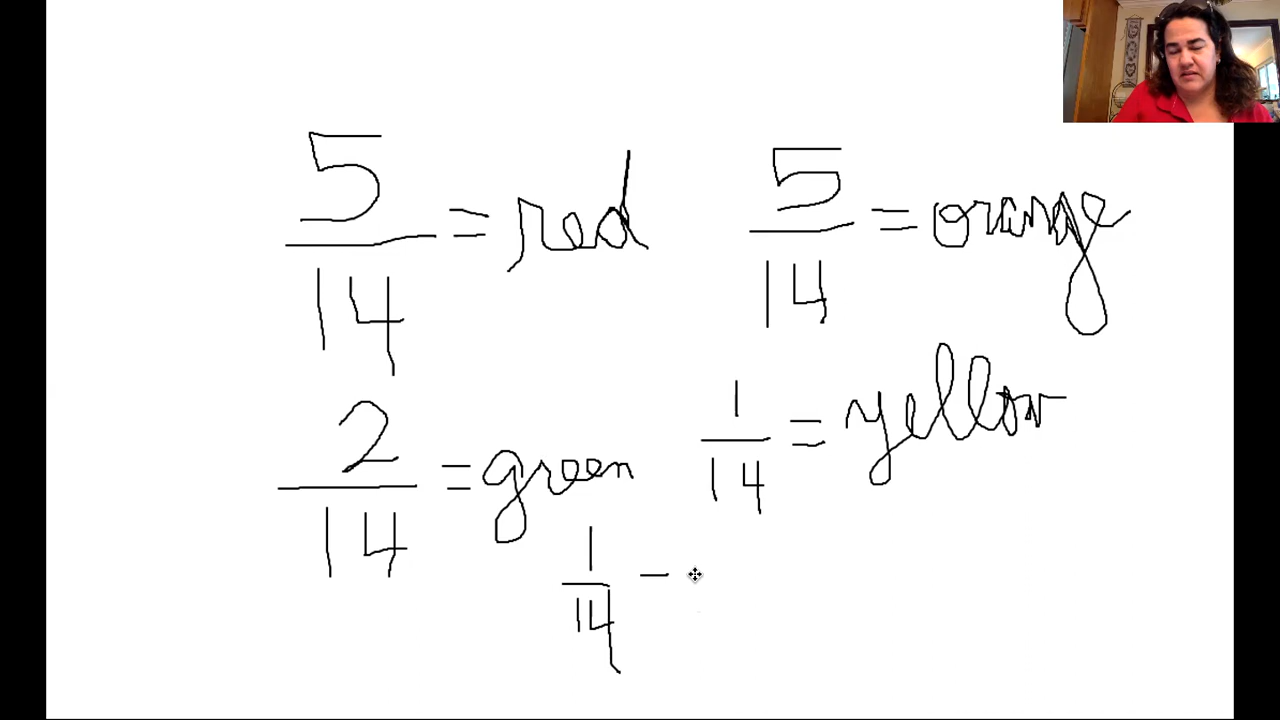 5/14 = red
5/14 = orange
2/14 = green
1/14 = yellow
1/14 -